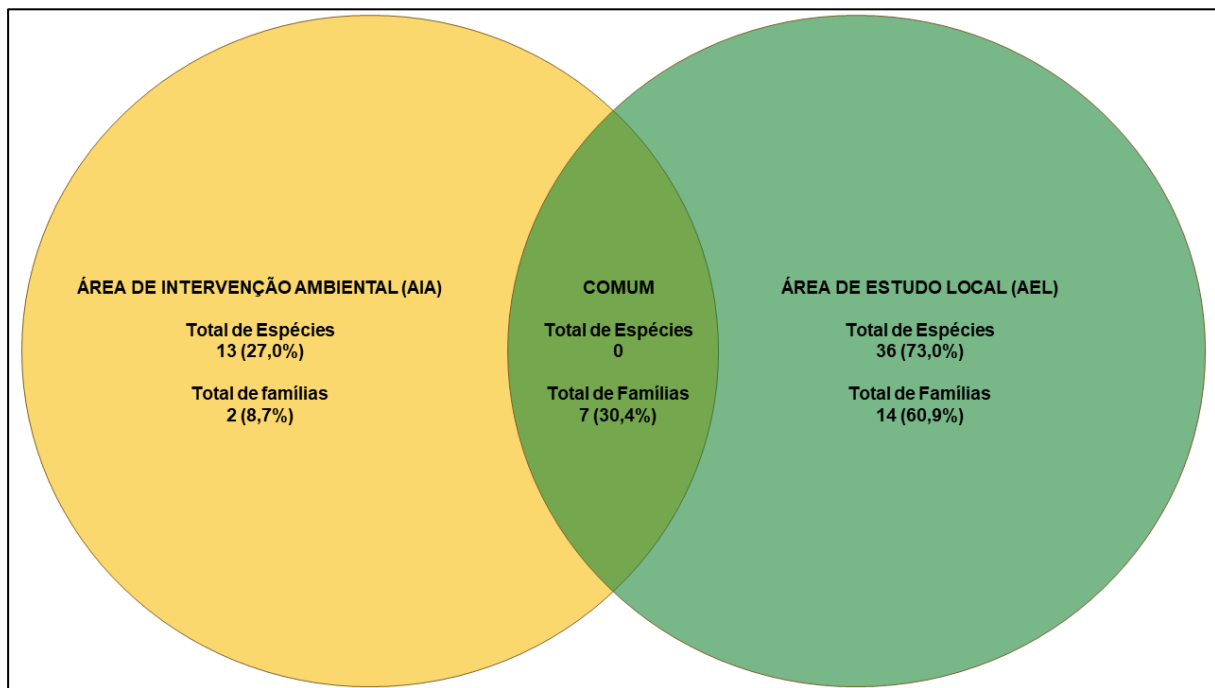 ÁREA DE INTERVENÇÃO AMBIENTAL (AIA)
Total de Espécies
13 (27,0%)
Total de famílias
2 (8,7%)
COMUM
Total de Espécies
0
Total de Famílias
7 (30,4%)
ÁREA DE ESTUDO LOCAL (AEL)
Total de Espécies
36 (73,0%)
Total de Famílias
14 (60,9%)